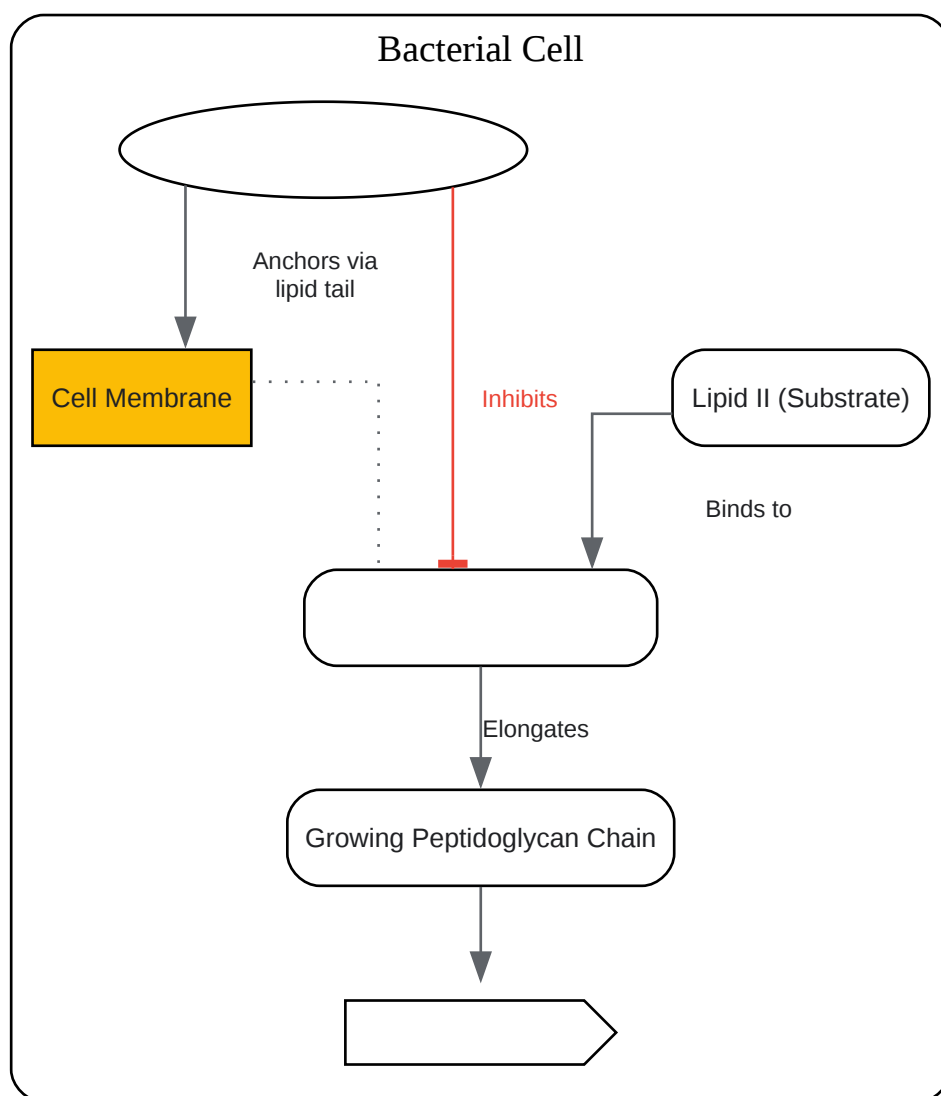 Bacterial Cell
Anchors via
lipid tail
Cell Membrane
Inhibits
Lipid II (Substrate)
Binds to
Elongates
Growing Peptidoglycan Chain